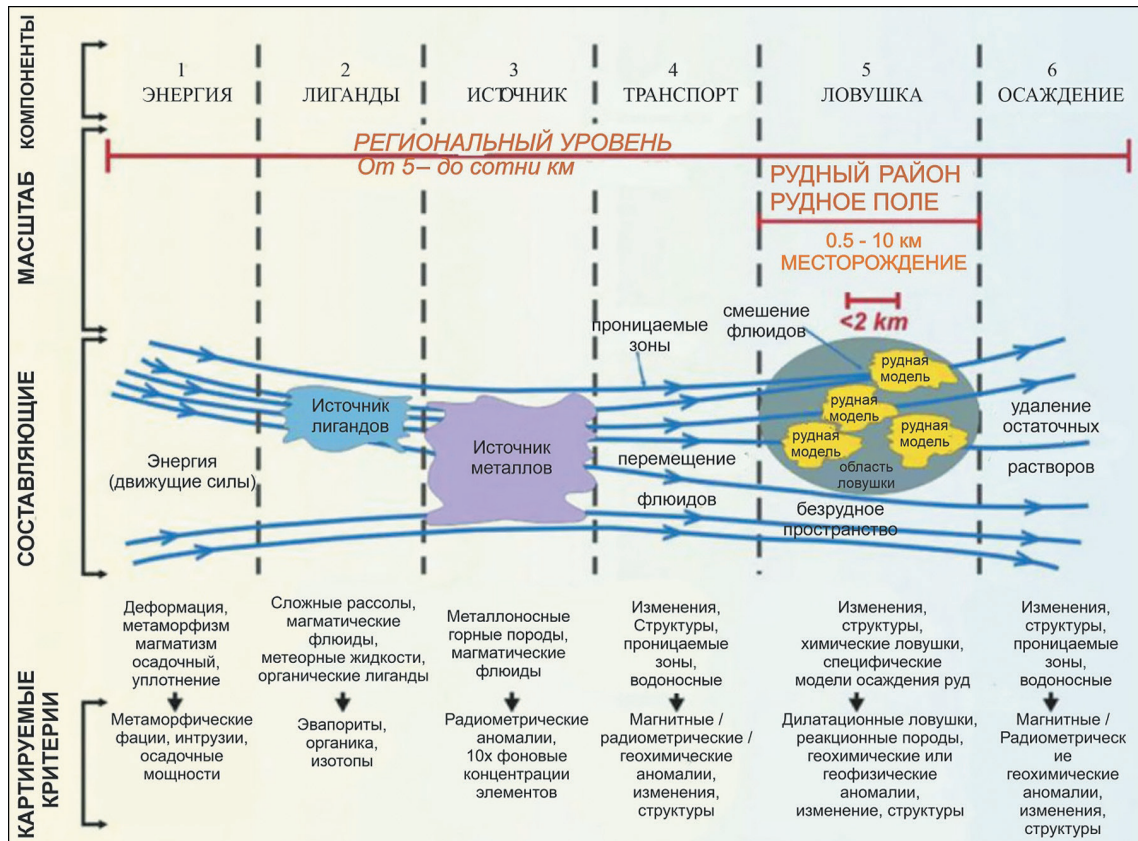 КОМПОНЕНТЫ
1
ЭНЕРГИЯ
2
ЛИГАНДЫ
3
ИСТОЧНИК
4
ТРАНСПОРТ
5
ЛОВУШКА
6
ОСАЖДЕНИЕ
МАСШТАБ
РЕГИОНАЛЬНЫЙ УРОВЕНЬ
От 5– до сотни км
РУДНЫЙ РАЙОН
РУДНОЕ ПОЛЕ
0.5 - 10 км
МЕСТОРОЖДЕНИЕ
<2 km
СОСТАВЛЯЮЩИЕ
проницаемые
зоны
смешение
флюидов
Энергия
(движущие силы)
Источник
лигандов
Источник
металлов
перемещение
флюидов
рудная
модель
рудная
модель
рудная
модель
рудная
модель
область
ловушки
безрудное
пространство
удаление
остаточных
растворов
КАРТИРУЕМЫЕ
КРИТЕРИИ
Деформация,
метаморфизм
магматизм
осадочный,
уплотнение
Метаморфические
фации, интрузии,
осадочные
мощности
Сложные рассолы,
магматические
флюиды,
метеорные жидкости,
органические лиганды
Эвапориты,
органика,
изотопы
Металлоносные
горные породы,
магматические
флюиды
Радиометрические
аномалии,
10х фоновые
концентрации
элементов
Изменения,
Структуры,
проницаемые
зоны,
водоносные
Магнитные /
радиометрические /
геохимические
аномалии,
изменения,
структуры
Изменения,
структуры,
химические ловушки,
специфические
модели осаждения руд
Дилатационные ловушки,
реакционные породы,
геохимические или
геофизические
аномалии,
изменение, структуры
Изменения,
структуры,
проницаемые
зоны,
водоносные
Магнитные /
Радиометрическ
ие
геохимические
аномалии,
изменения,
структуры